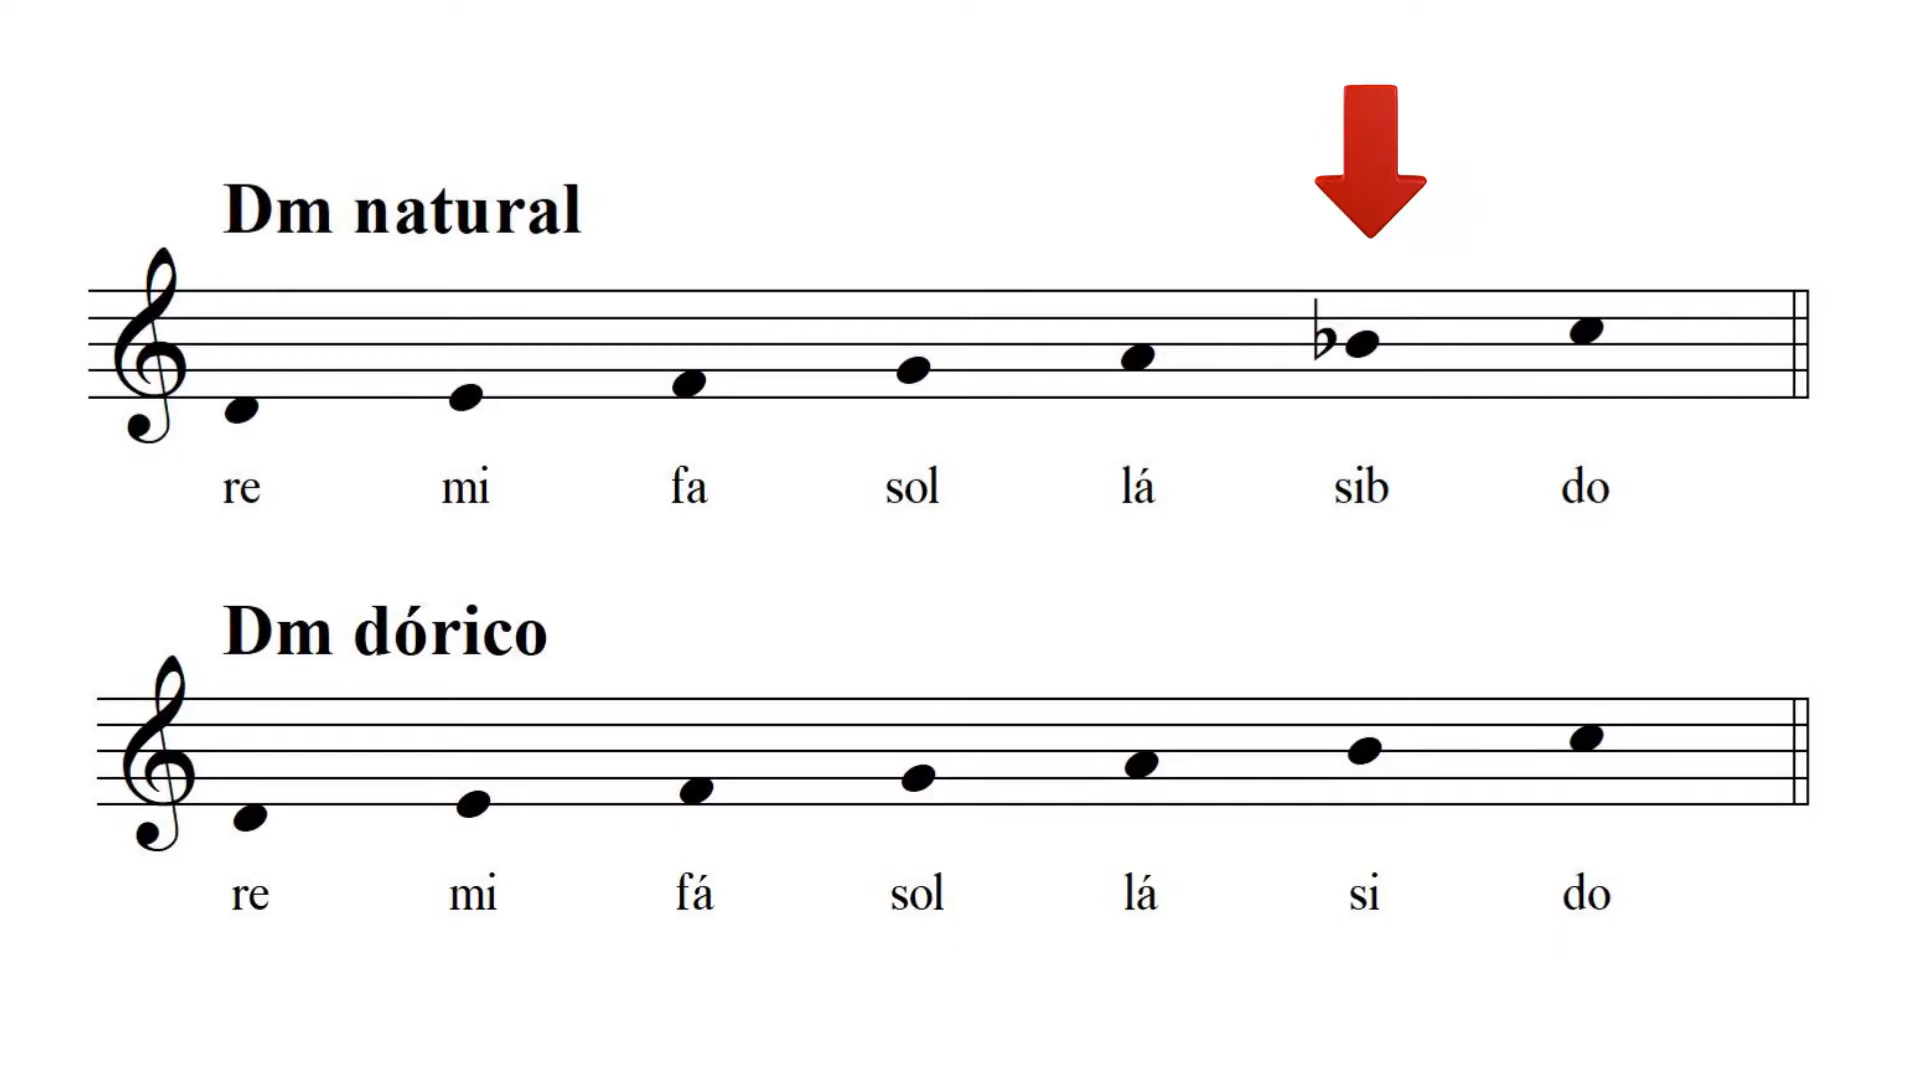 Dm natural
re mi fa sol lá sib do
Dm dórico
re mi fá sol lá si do